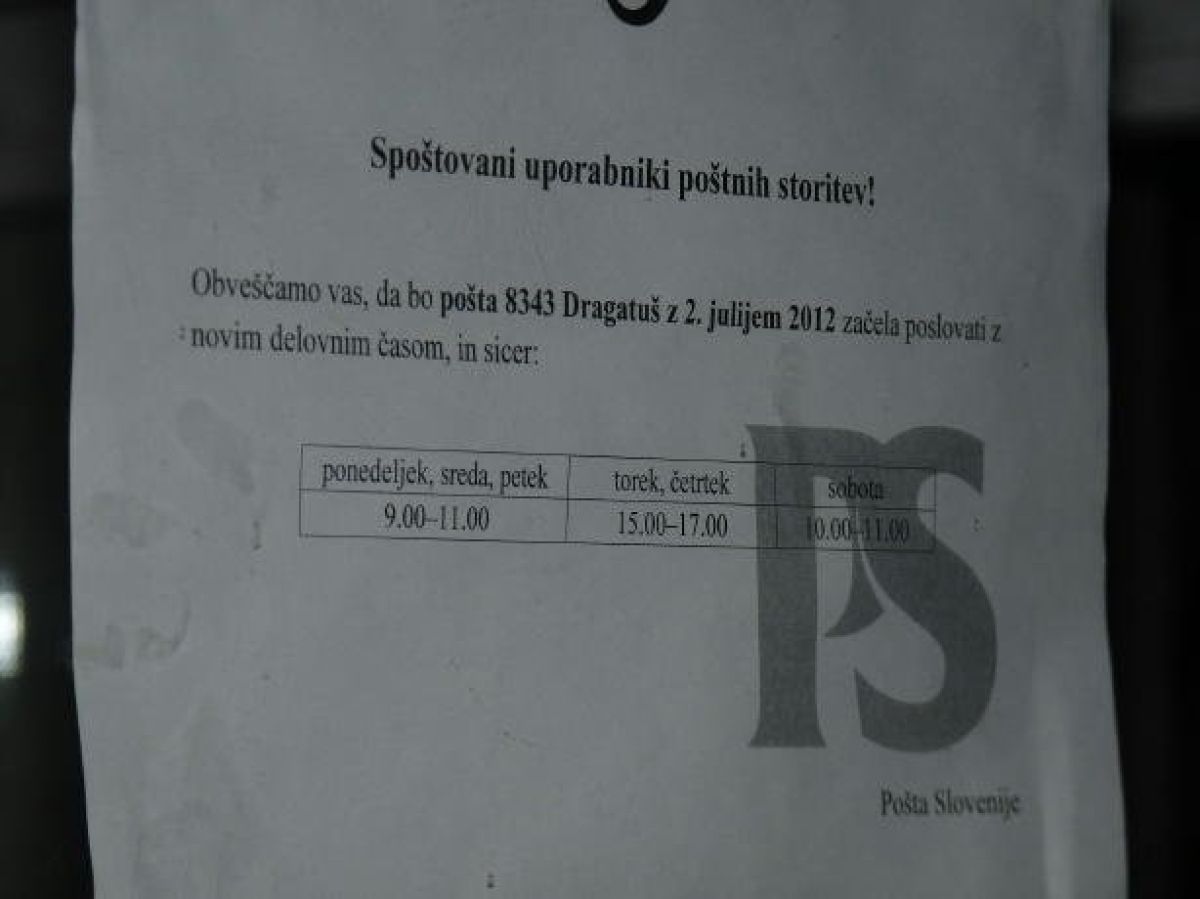 Spoštovani uporabniki poštnih storitev!
Obveščamo vas, da bo pošta 8343 Dragatuš z 2. julijem 2012 začela poslovati z
novim delovnim časom, in sicer:
ponedeljek, sreda, petek torek, četrtek sobota
9.00–11.00 15.00–17.00 10.00–11.00
PS
Pošta Slovenije